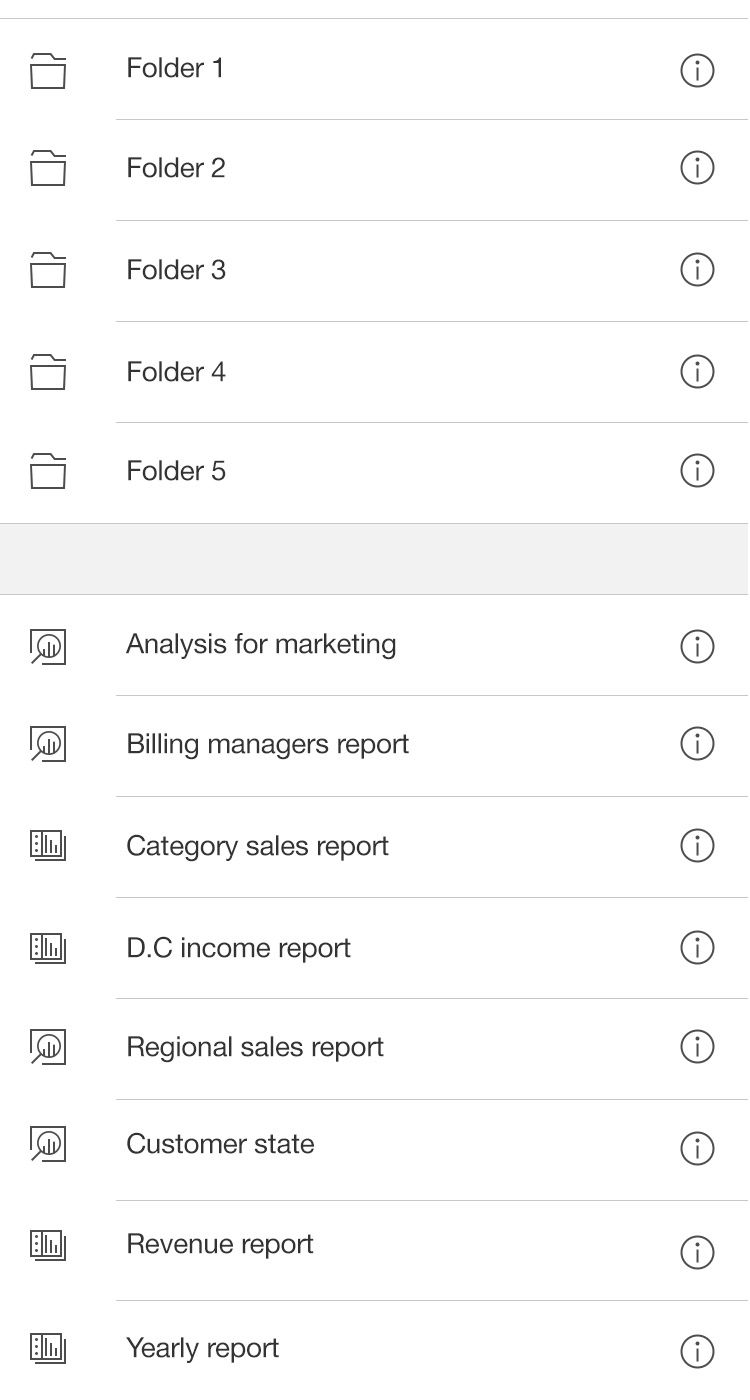 Folder 1
Folder 2
Folder 3
Folder 4
Folder 5
Analysis for marketing
Billing managers report
Category sales report
D.C income report
Regional sales report
Customer state
Revenue report
Yearly report